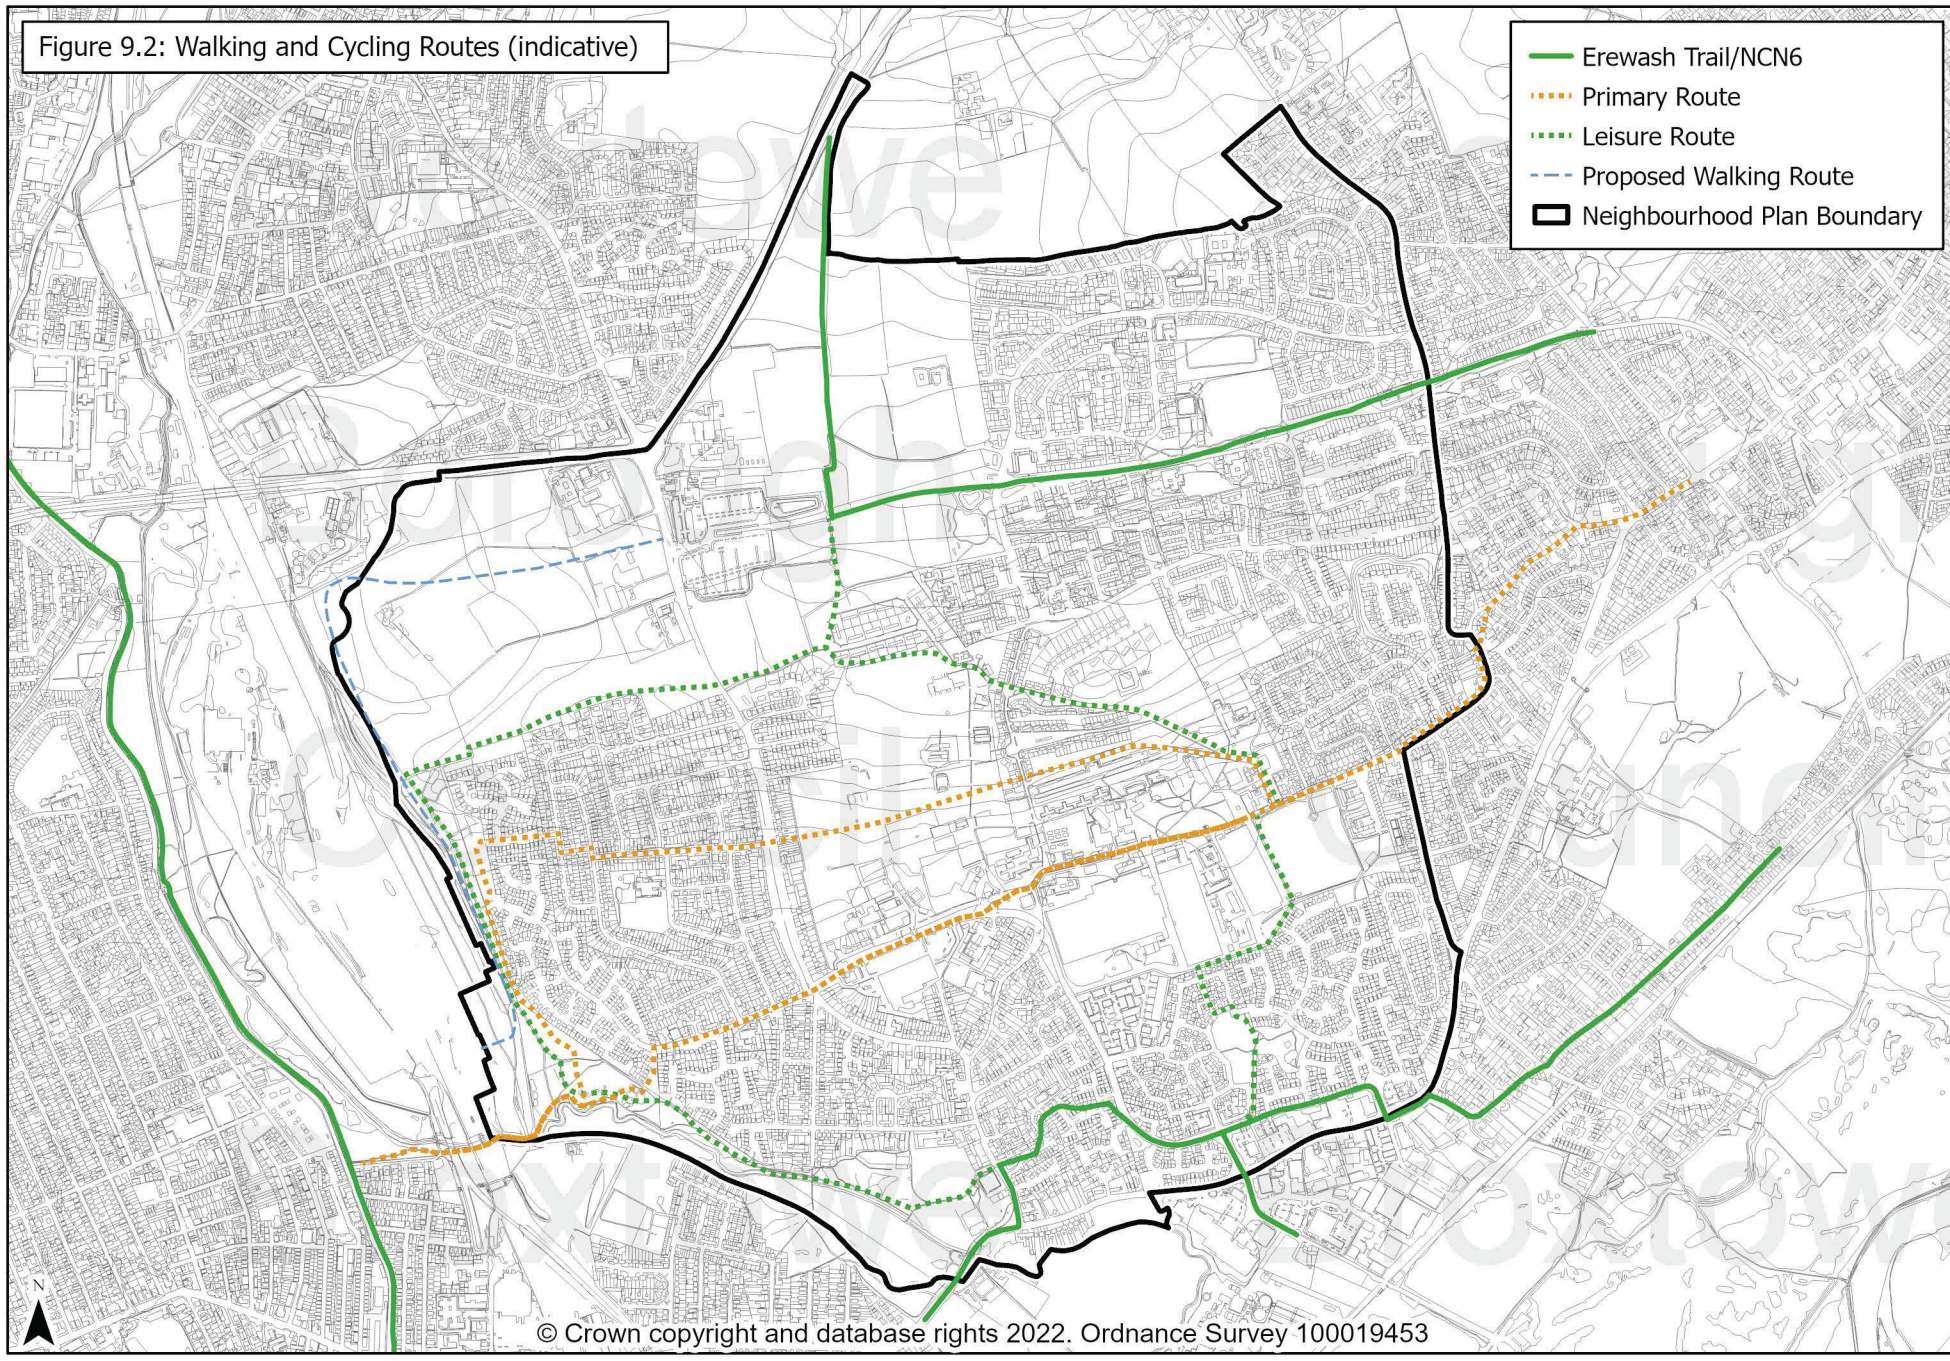 Figure 9.2: Walking and Cycling Routes (indicative)
Erewash Trail/NCN6
Primary Route
Leisure Route
Proposed Walking Route
Neighbourhood Plan Boundary
N
© Crown copyright and database rights 2022. Ordnance Survey 100019453